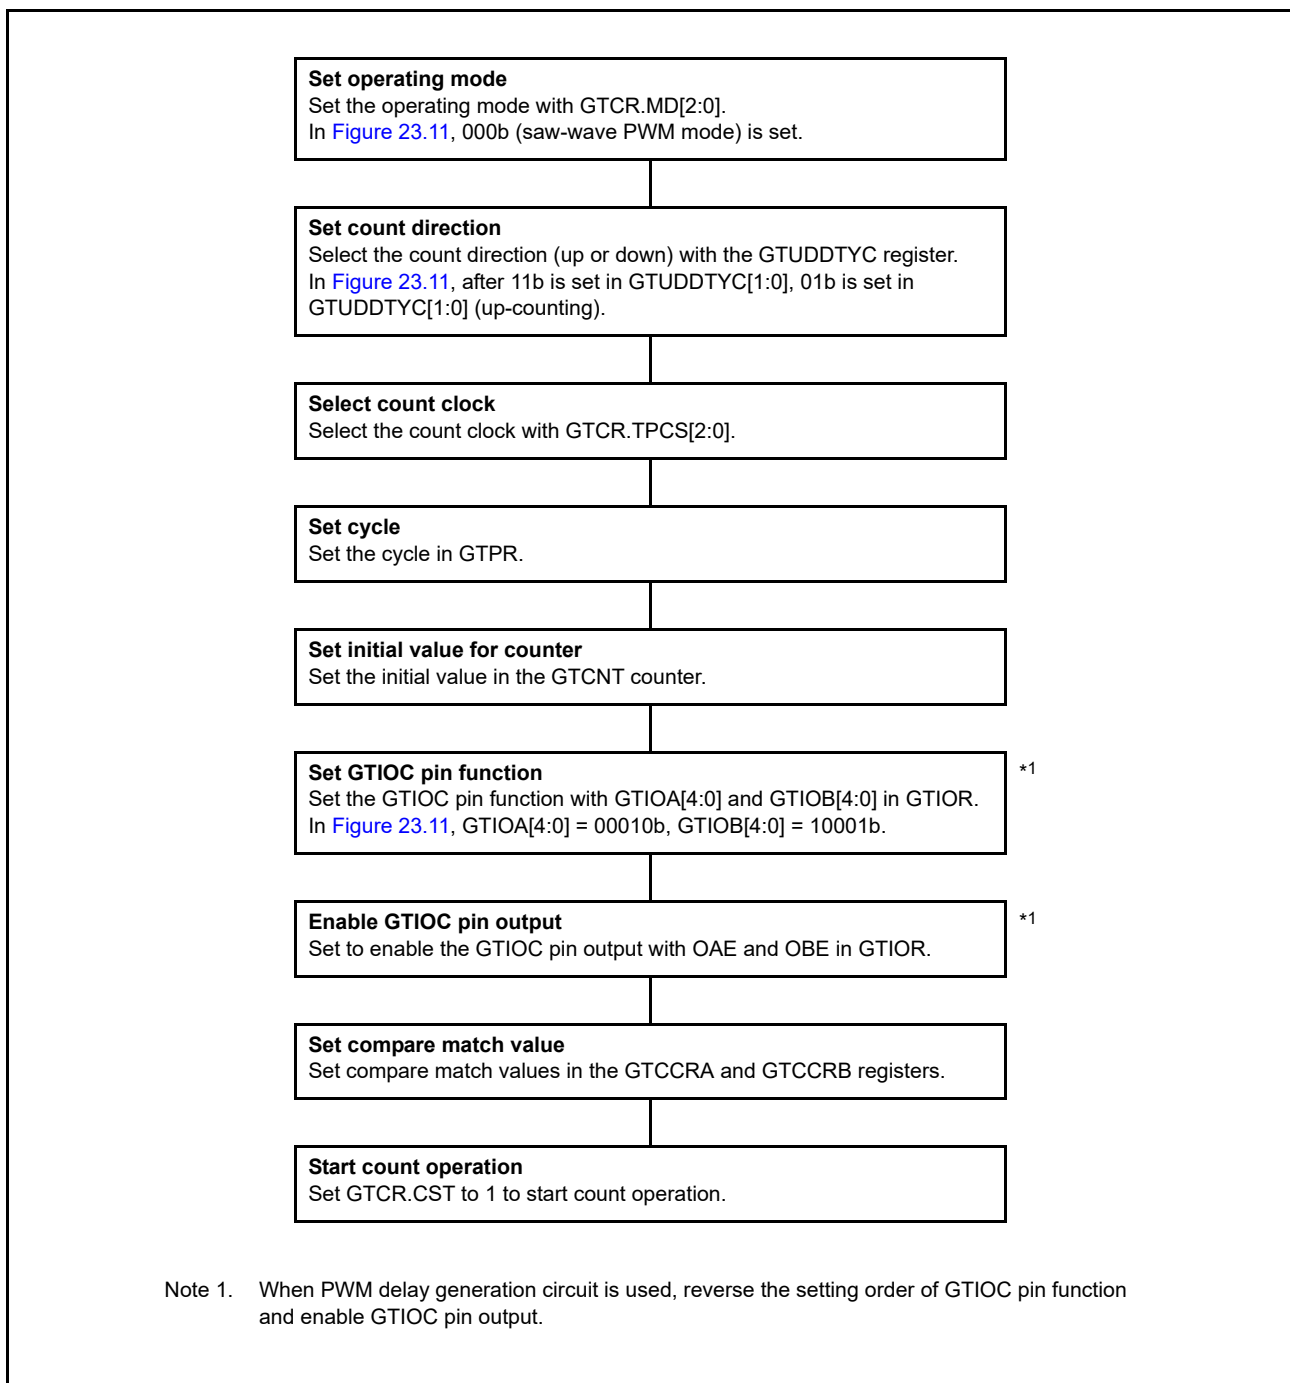 Set operating mode
Set the operating mode with GTCR.MD[2:0].
In Figure 23.11, 000b (saw-wave PWM mode) is set.
Set count direction
Select the count direction (up or down) with the GTUDDTYC register.
In Figure 23.11, after 11b is set in GTUDDTYC[1:0], 01b is set in
GTUDDTYC[1:0] (up-counting).
Select count clock
Select the count clock with GTCR.TPCS[2:0].
Set cycle
Set the cycle in GTPR.
Set initial value for counter
Set the initial value in the GTCNT counter.
Set GTIOC pin function *1
Set the GTIOC pin function with GTIOA[4:0] and GTIOB[4:0] in GTIOR.
In Figure 23.11, GTIOA[4:0] = 00010b, GTIOB[4:0] = 10001b.
Enable GTIOC pin output *1
Set to enable the GTIOC pin output with OAE and OBE in GTIOR.
Set compare match value
Set compare match values in the GTCCRA and GTCCRB registers.
Start count operation
Set GTCR.CST to 1 to start count operation.
Note 1. When PWM delay generation circuit is used, reverse the setting order of GTIOC pin function
and enable GTIOC pin output.